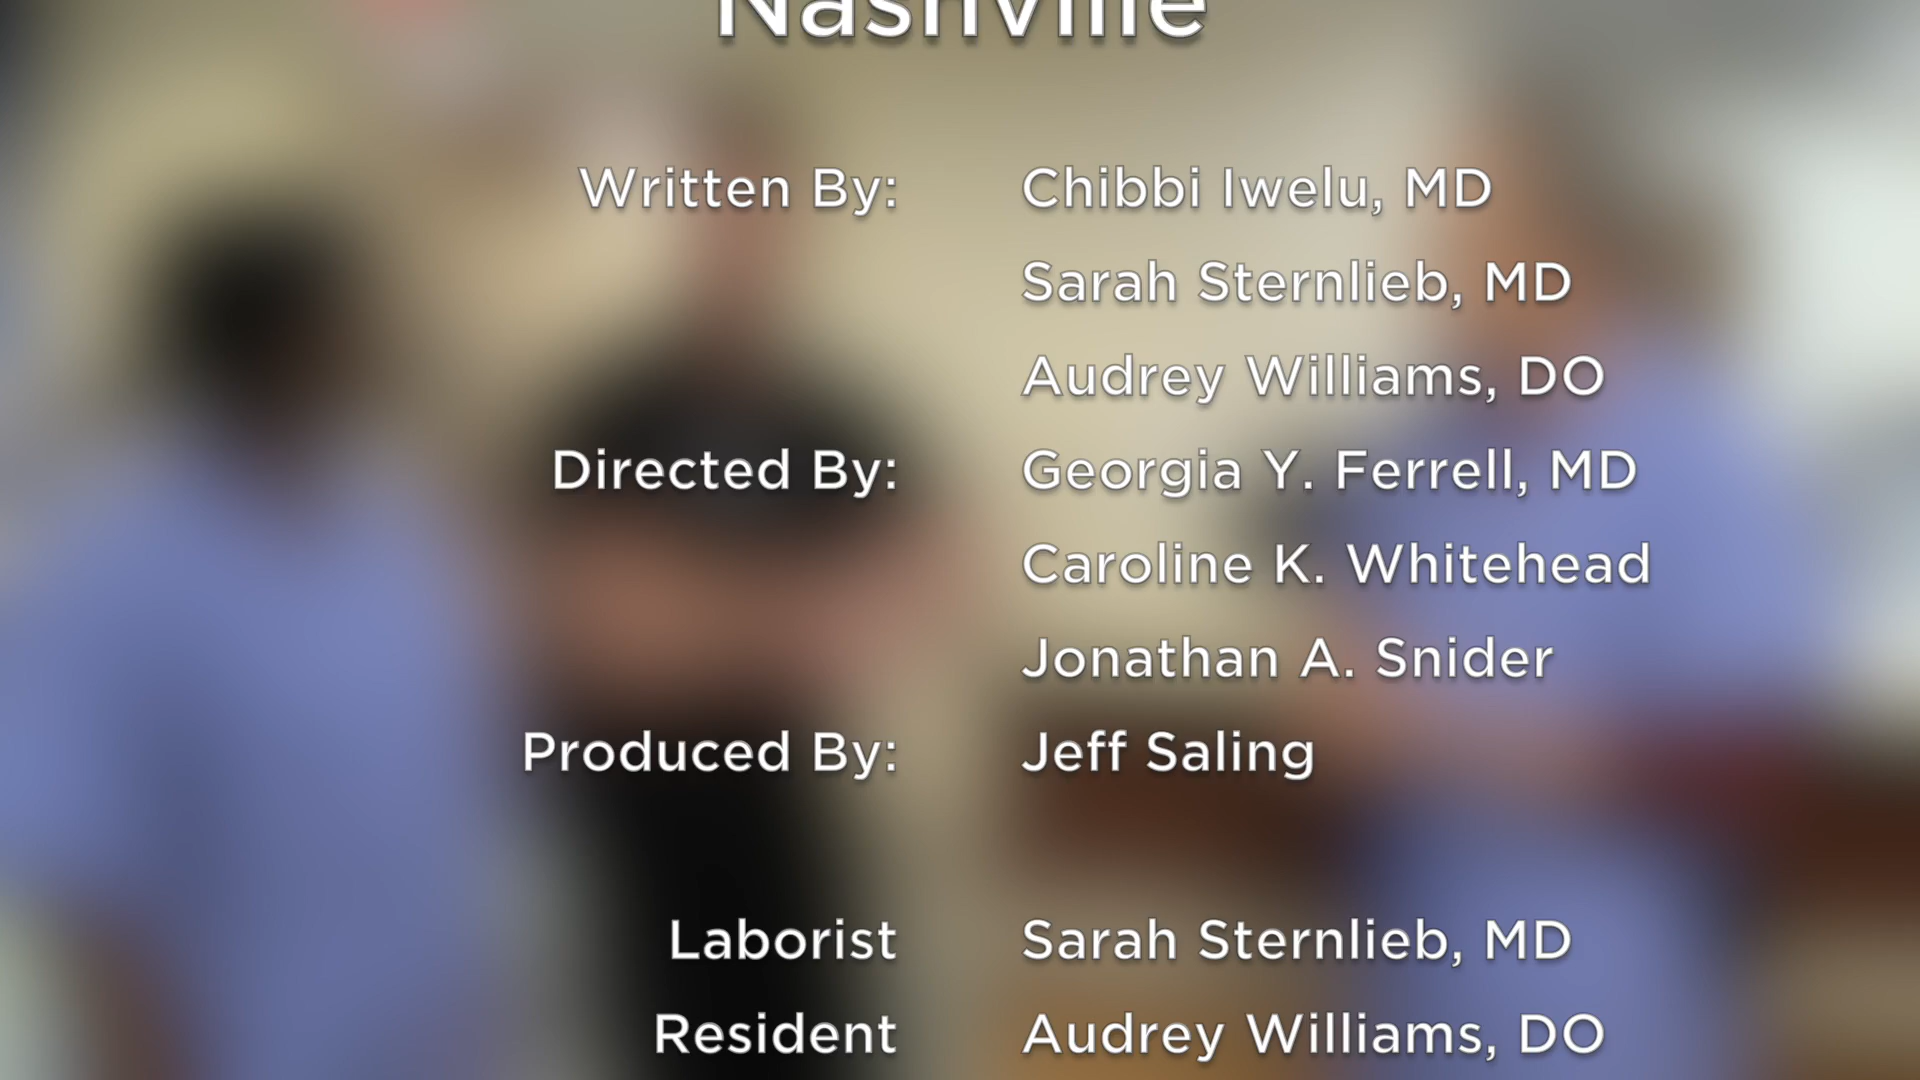 Nashville
Written By: Chibbi Iwelu, MD
Sarah Sternlieb, MD
Audrey Williams, DO
Directed By: Georgia Y. Ferrell, MD
Caroline K. Whitehead
Jonathan A. Snider
Produced By: Jeff Saling
Laborist Sarah Sternlieb, MD
Resident Audrey Williams, DO